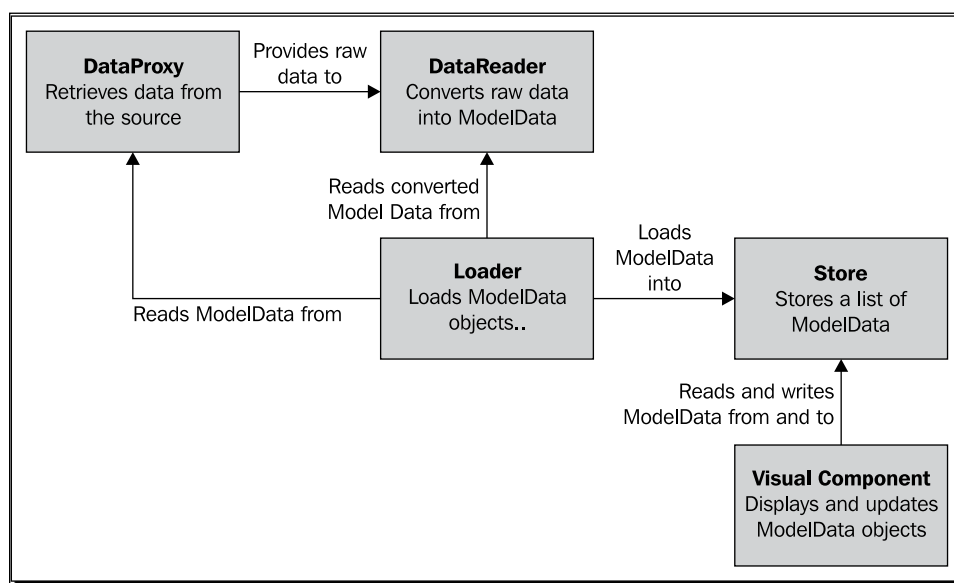 DataProxy
Retrieves data from
the source
Provides raw
data to
DataReader
Converts raw data
into ModelData
Reads converted
Model Data from
Reads ModelData from
Loader
Loads ModelData
objects..
Loads
ModelData
into
Store
Stores a list of
ModelData
Reads and writes
ModelData from and to
Visual Component
Displays and updates
ModelData objects